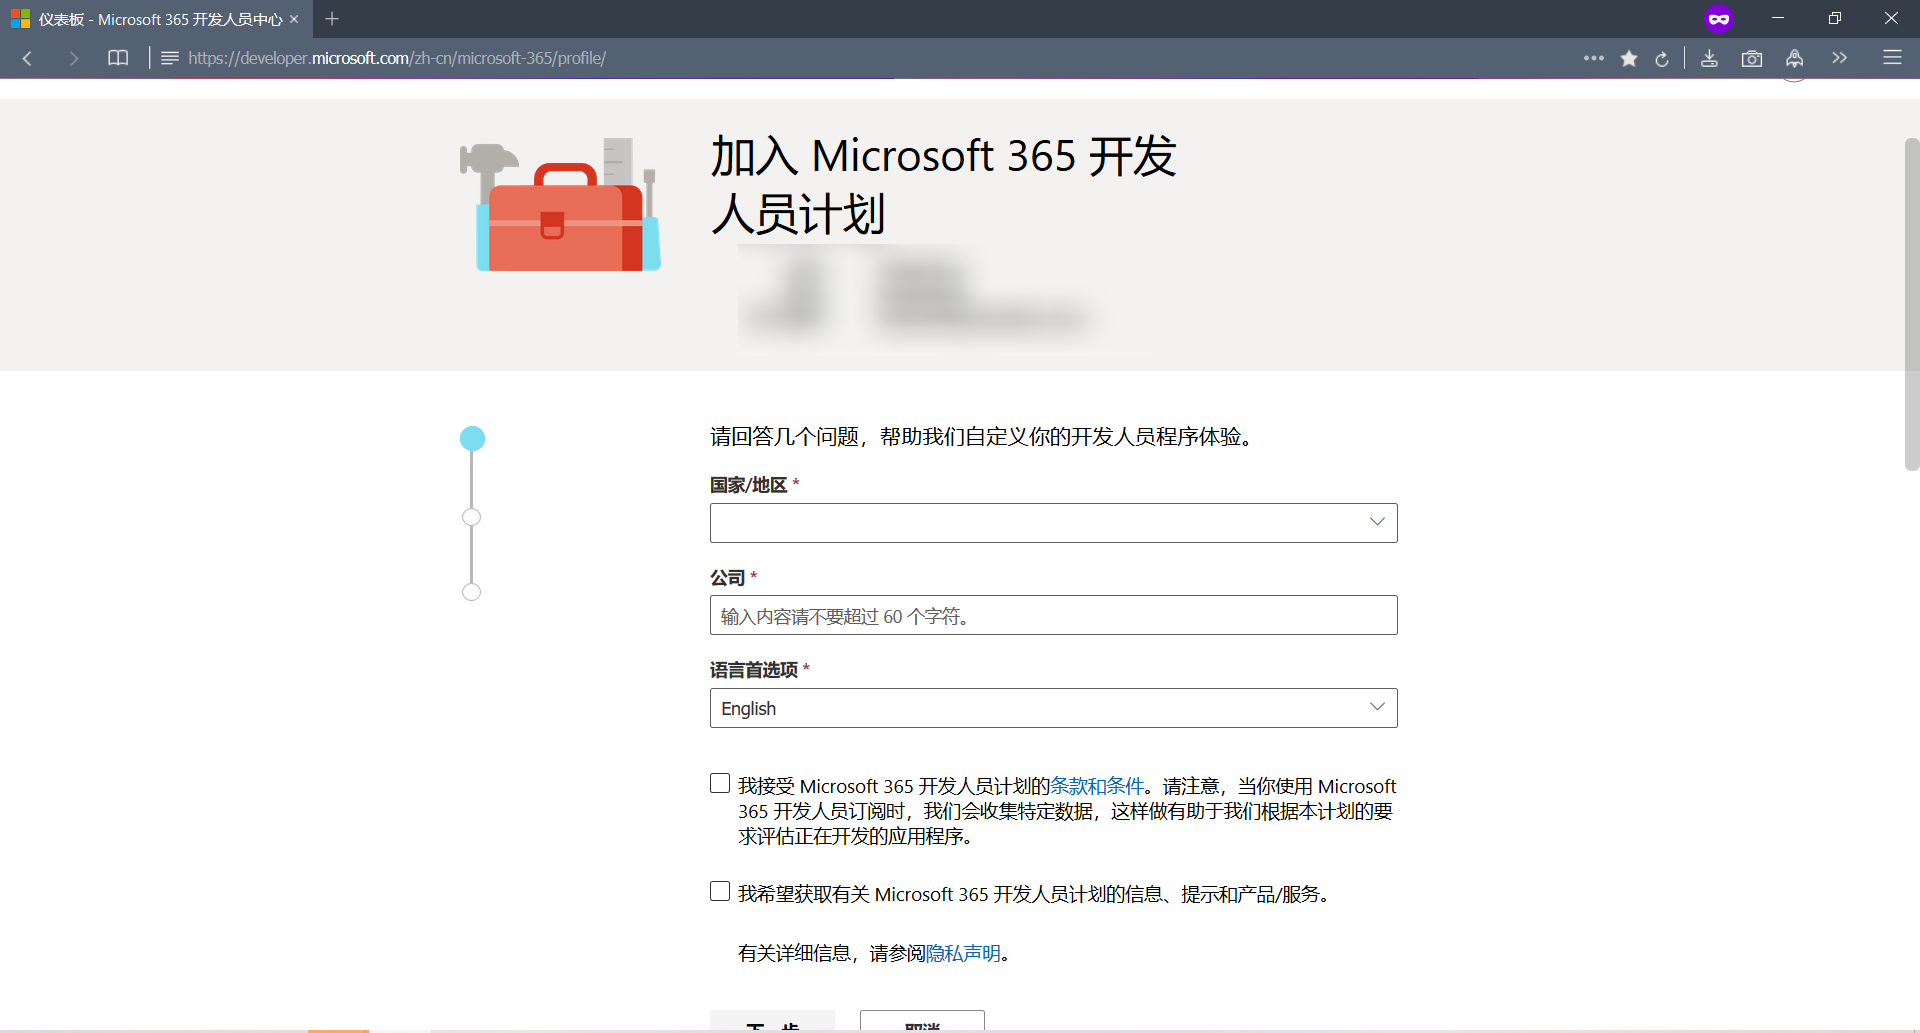 仪表板 - Microsoft 365 开发人员中心
https://developer.microsoft.com/zh-cn/microsoft-365/profile/
加入 Microsoft 365 开发
人员计划
请回答几个问题，帮助我们自定义你的开发人员程序体验。
国家/地区 *
公司 *
输入内容请不要超过 60 个字符。
语言首选项 *
English
我接受 Microsoft 365 开发人员计划的条款和条件。请注意，当你使用 Microsoft
365 开发人员订阅时，我们会收集特定数据，这样做有助于我们根据本计划的要
求评估正在开发的应用程序。
我希望获取有关 Microsoft 365 开发人员计划的信息、提示和产品/服务。
有关详细信息，请参阅隐私声明。
下一步
取消